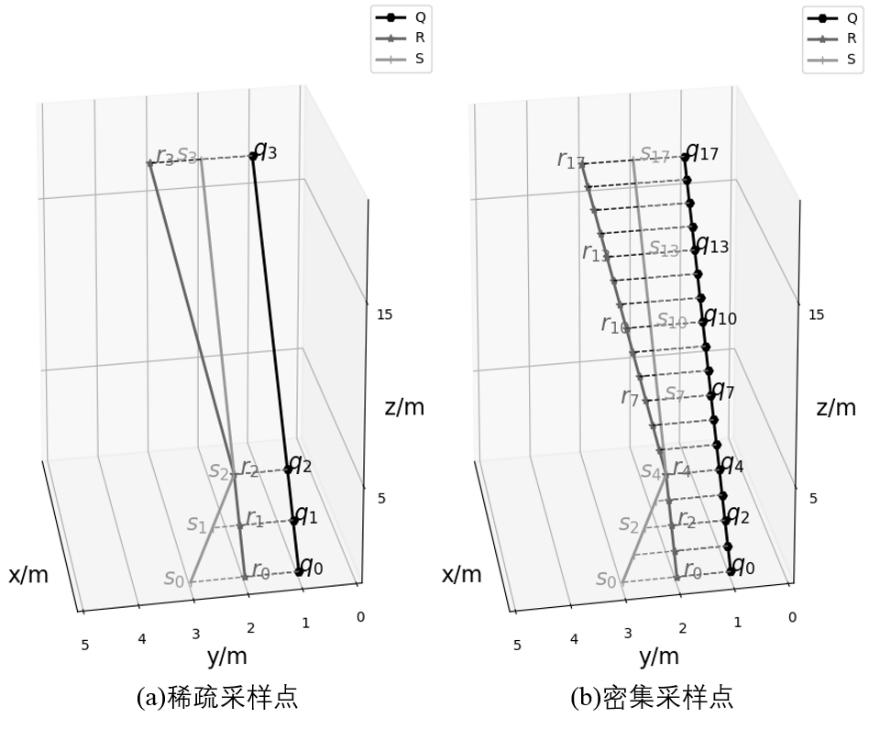 Q
R
S
r₃ s₃ q₃
s₂ r₂ q₂
s₁ r₁ q₁
s₀ r₀ q₀
15
5
z/m
x/m
5 4 3 2 1 0
y/m
(a)稀疏采样点
Q
R
S
r₁₇ s₁₇ q₁₇
r₁₃ s₁₃ q₁₃
r₁₀ s₁₀ q₁₀
r₇ s₇ q₇
s₄ r₄ q₄
s₂ r₂ q₂
s₀ r₀ q₀
15
5
z/m
x/m
5 4 3 2 1 0
y/m
(b)密集采样点